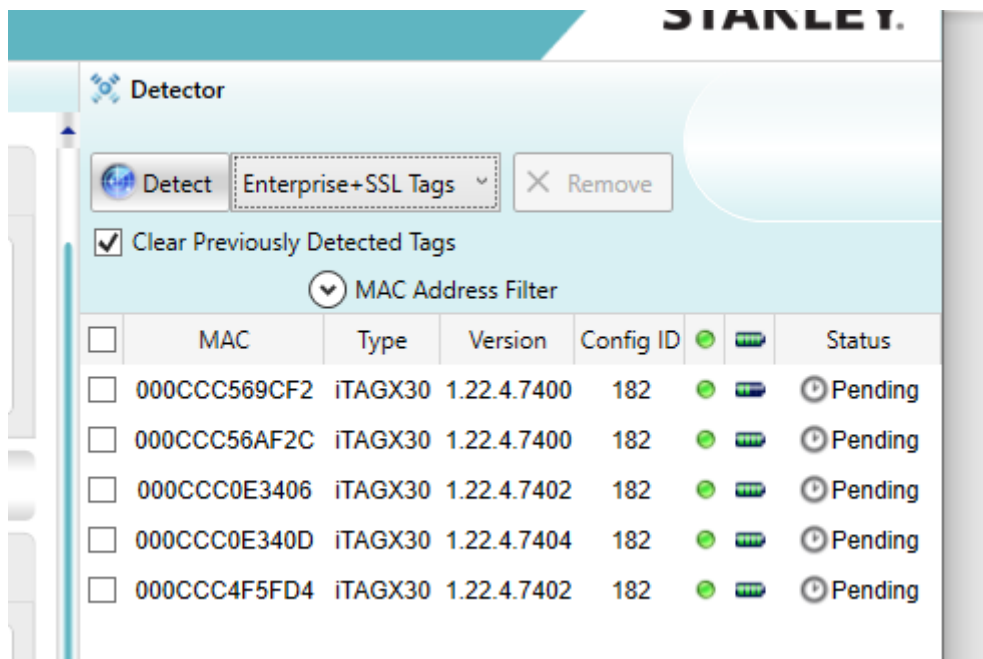 STANLEY.
Detector
Detect Enterprise+SSL Tags Remove
Clear Previously Detected Tags
MAC Address Filter
MAC Type Version Config ID Status
000CCC569CF2 iTAGX30 1.22.4.7400 182 Pending
000CCC56AF2C iTAGX30 1.22.4.7400 182 Pending
000CCC0E3406 iTAGX30 1.22.4.7402 182 Pending
000CCC0E340D iTAGX30 1.22.4.7404 182 Pending
000CCC4F5FD4 iTAGX30 1.22.4.7402 182 Pending